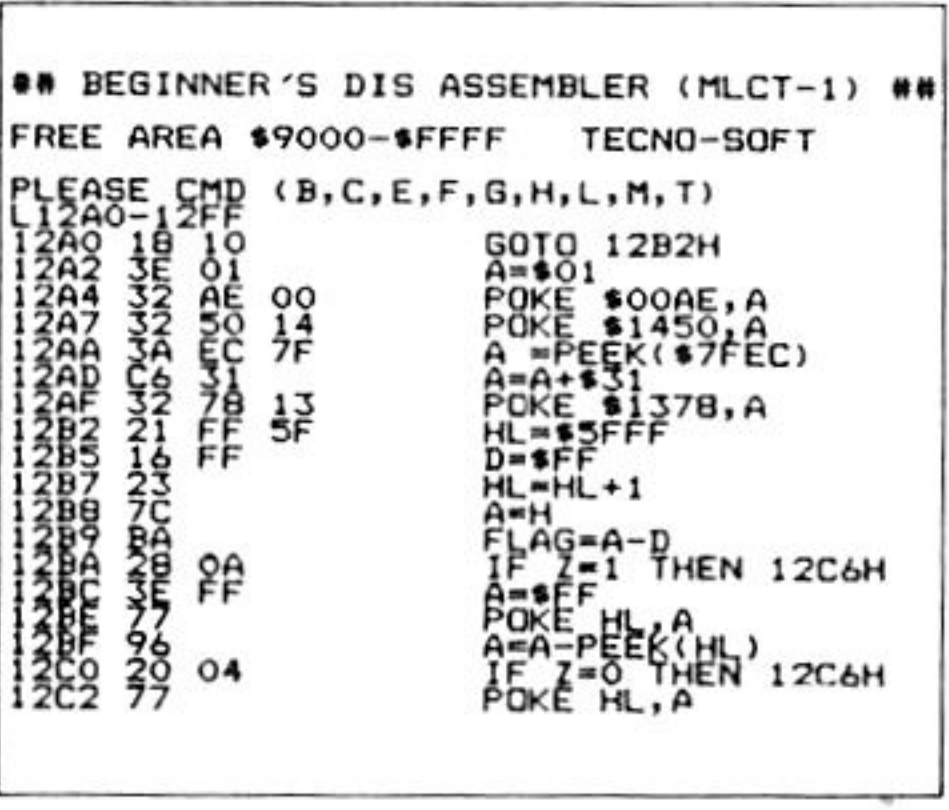 ## BEGINNER'S DIS ASSEMBLER (MLCT-1) ##
FREE AREA $9000-$FFFF TECNO-SOFT
PLEASE CMD (B,C,E,F,G,H,L,M,T)
L12A0-12FF
12A0 18 10 GOTO 12B2H
12A2 3E 01 A=$01
12A4 32 AE 00 POKE $00AE,A
12A7 32 50 14 POKE $1450,A
12AA 3A EC 7F A =PEEK($7FEC)
12AD C6 31 A=A+$31
12AF 32 78 13 POKE $1378,A
12B2 21 FF 5F HL=$5FFF
12B5 16 FF D=$FF
12B7 23 HL=HL+1
12B8 7C A=H
12B9 BA FLAG=A-D
12BA 28 0A IF Z=1 THEN 12C6H
12BC 3E FF A=$FF
12BE 77 POKE HL,A
12BF 96 A=A-PEEK(HL)
12C0 20 04 IF Z=0 THEN 12C6H
12C2 77 POKE HL,A